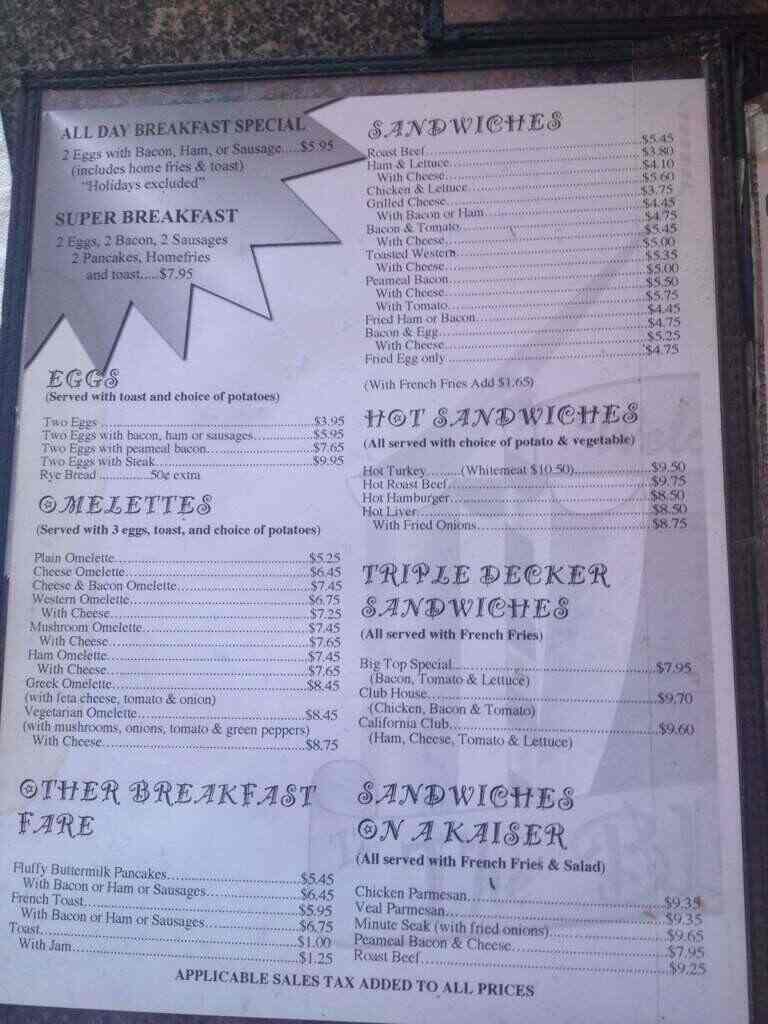 ALL DAY BREAKFAST SPECIAL
2 Eggs with Bacon, Ham, or Sausage....$5.95
(includes home fries & toast)
"Holidays excluded"
SUPER BREAKFAST
2 Eggs, 2 Bacon, 2 Sausages
2 Pancakes, Homefries
and toast.....$7.95
EGGS
(Served with toast and choice of potatoes)
Two Eggs ....$3.95
Two Eggs with bacon, ham or sausages....$5.95
Two Eggs with peameal bacon....$7.65
Two Eggs with Steak....$9.95
Rye Bread ....50¢ extra
OMELETTES
(Served with 3 eggs, toast, and choice of potatoes)
Plain Omelette....$5.25
Cheese Omelette....$6.45
Cheese & Bacon Omelette....$7.45
Western Omelette....$6.75
With Cheese....$7.25
Mushroom Omelette....$7.45
With Cheese....$7.65
Ham Omelette....$7.45
With Cheese....$7.65
Greek Omelette....$8.45
(with feta cheese, tomato & onion)
Vegetarian Omelette....$8.45
(with mushrooms, onions, tomato & green peppers)
With Cheese....$8.75
OTHER BREAKFAST
FARE
Fluffy Buttermilk Pancakes....$5.45
With Bacon or Ham or Sausages....$6.45
French Toast....$5.95
With Bacon or Ham or Sausages....$6.75
Toast....$1.00
With Jam....$1.25
SANDWICHES
Roast Beef....$5.45
Ham & Lettuce....$3.80
With Cheese....$4.10
Chicken & Lettuce....$5.60
Grilled Cheese....$3.75
With Bacon or Ham....$4.45
Bacon & Tomato....$4.75
With Cheese....$5.45
Toasted Western....$5.00
With Cheese....$5.35
Peameal Bacon....$5.00
With Cheese....$5.50
With Tomato....$5.75
Fried Ham or Bacon....$4.45
Bacon & Egg....$4.75
With Cheese....$5.25
Fried Egg only ....$4.75
(With French Fries Add $1.65)
HOT SANDWICHES
(All served with choice of potato & vegetable)
Hot Turkey........(Whitemeat $10.50)....$9.50
Hot Roast Beef....$9.75
Hot Hamburger....$8.50
Hot Liver....$8.50
With Fried Onions....$8.75
TRIPLE DECKER
SANDWICHES
(All served with French Fries)
Big Top Special....$7.95
(Bacon, Tomato & Lettuce)
Club House....$9.70
(Chicken, Bacon & Tomato)
California Club....$9.60
(Ham, Cheese, Tomato & Lettuce)
SANDWICHES
ON A KAISER
(All served with French Fries & Salad)
Chicken Parmesan....$9.35
Veal Parmesan....$9.35
Minute Seak (with fried onions)....$9.65
Peameal Bacon & Cheese....$7.95
Roast Beef....$9.25
APPLICABLE SALES TAX ADDED TO ALL PRICES